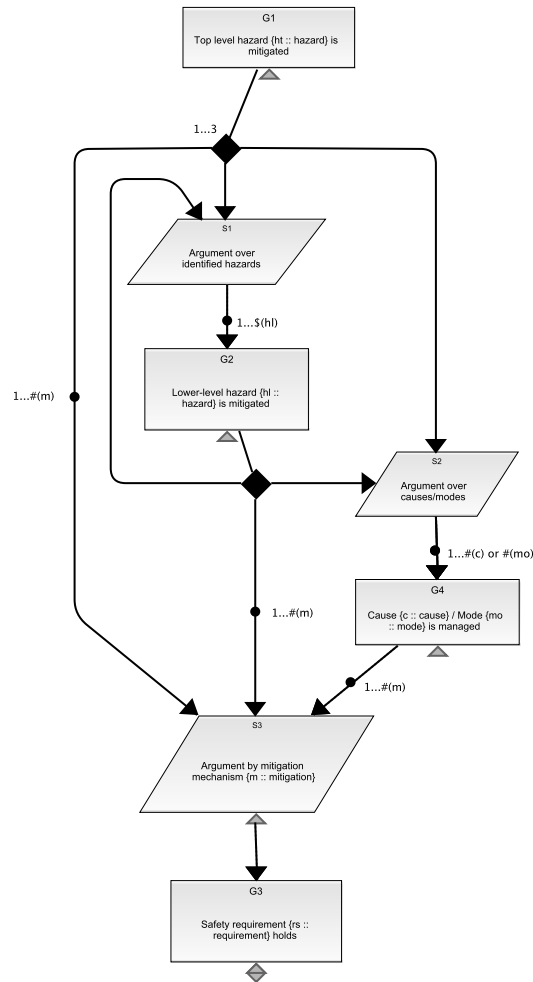 G1
Top level hazard {ht :: hazard} is
mitigated
1...3
S1
Argument over
identified hazards
1...$(hl)
G2
Lower-level hazard {hl ::
hazard} is mitigated
1...#(m)
S2
Argument over
causes/modes
1...#(c) or #(mo)
G4
Cause {c :: cause} / Mode {mo
:: mode} is managed
1...#(m)
1...#(m)
S3
Argument by mitigation
mechanism {m :: mitigation}
G3
Safety requirement {rs ::
requirement} holds